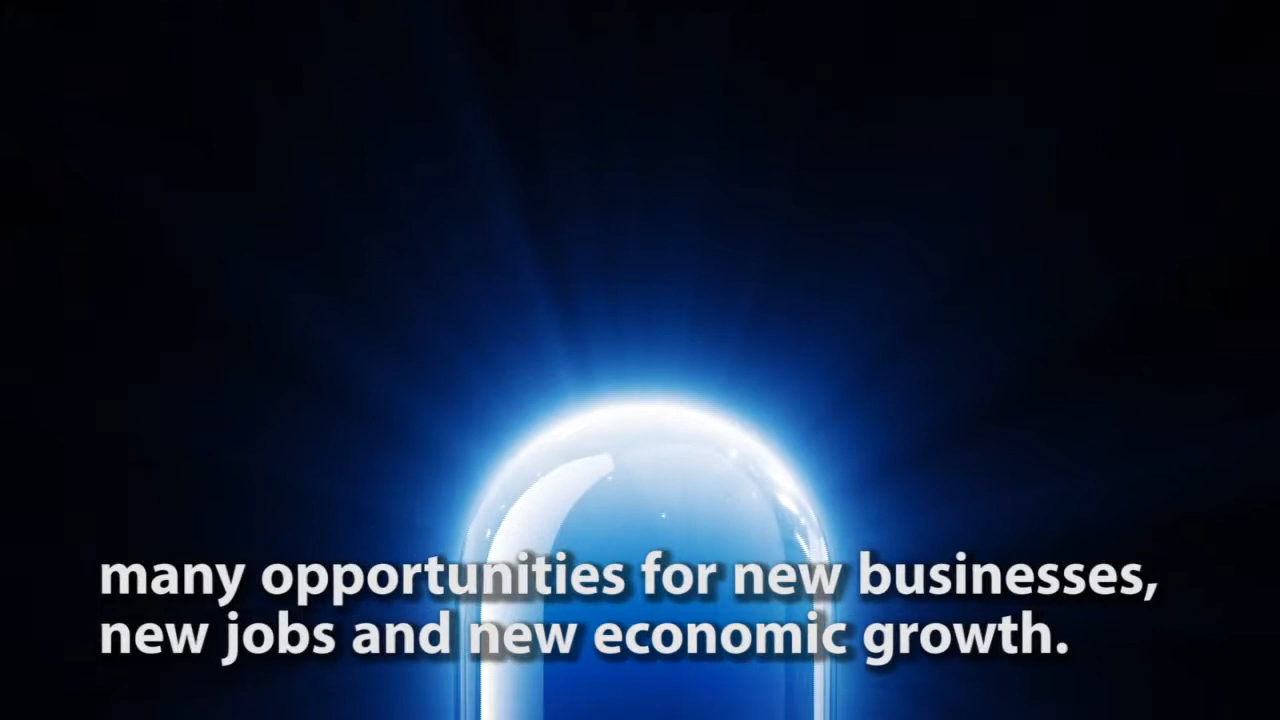 many opportunities for new businesses,
new jobs and new economic growth.